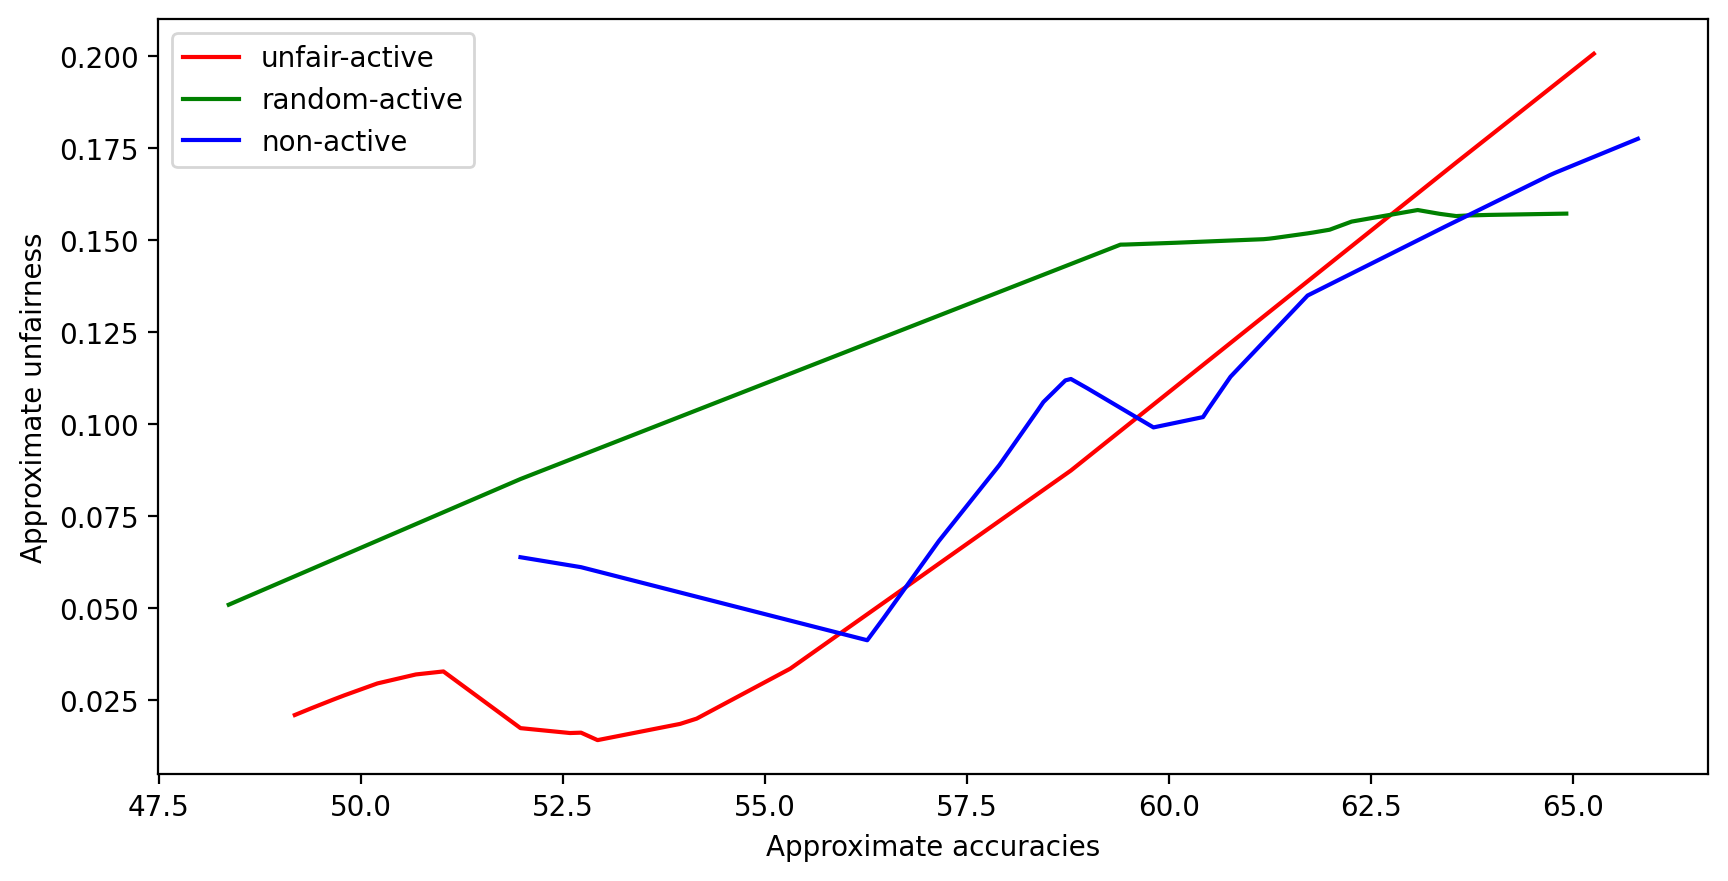 unfair-active
random-active
non-active
0.200
0.175
0.150
0.125
0.100
0.075
0.050
0.025
Approximate unfairness
47.5 50.0 52.5 55.0 57.5 60.0 62.5 65.0
Approximate accuracies